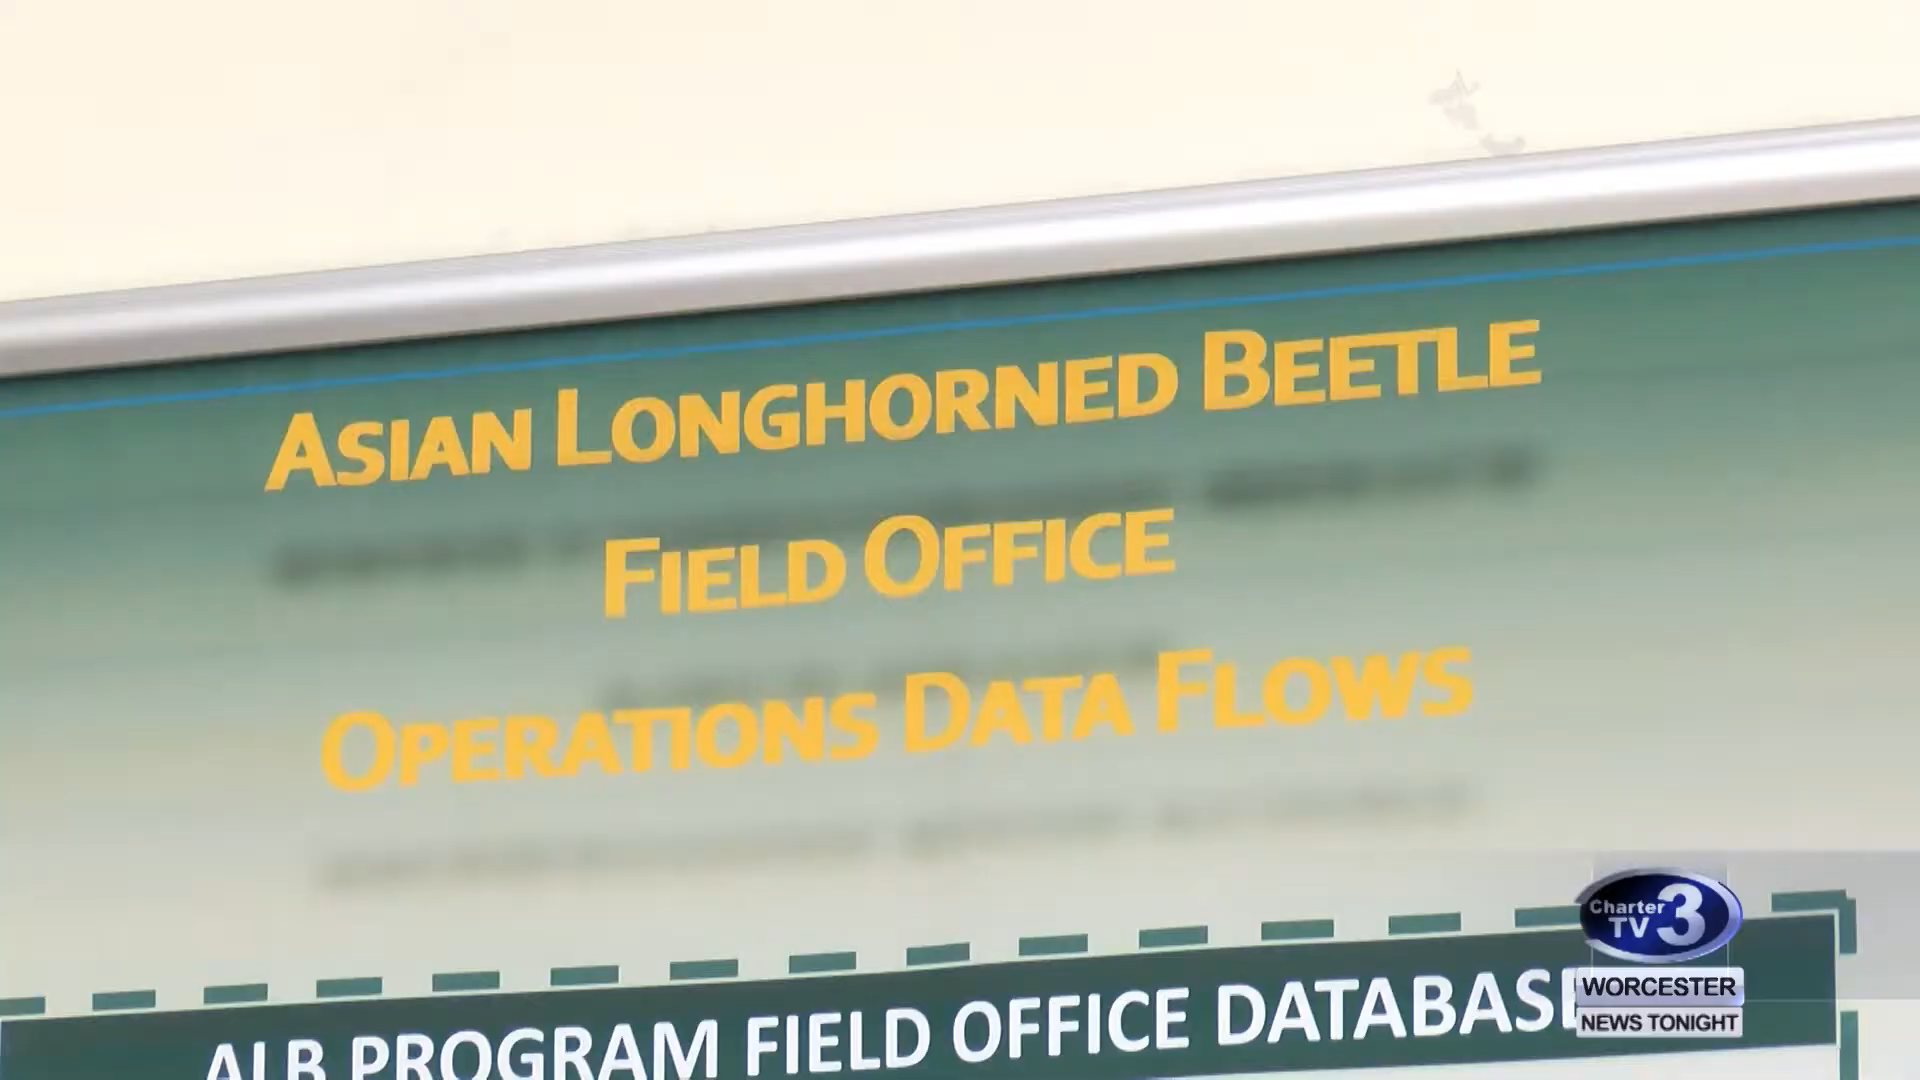 ASIAN LONGHORNED BEETLE
FIELD OFFICE
OPERATIONS DATA FLOWS
ALB PROGRAM FIELD OFFICE DATABASE
Charter
TV 3
WORCESTER
NEWS TONIGHT